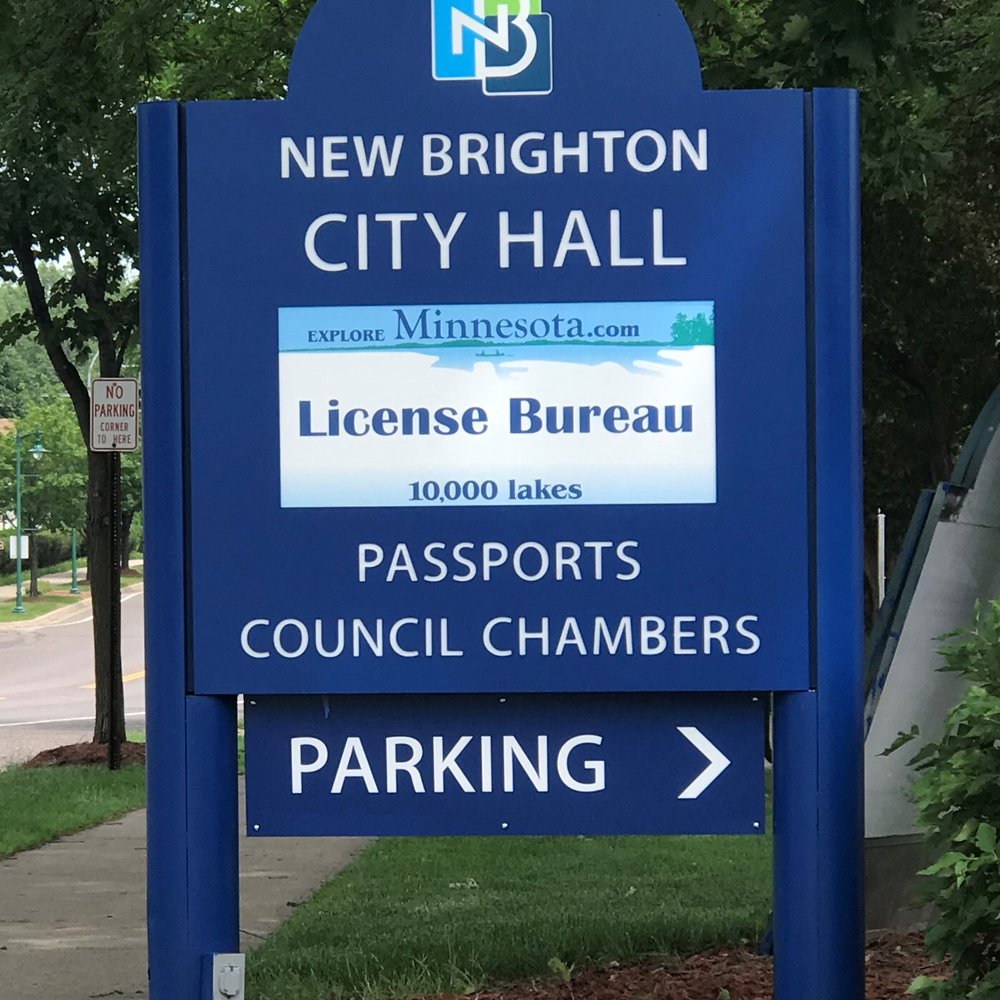 NB
NEW BRIGHTON
CITY HALL
EXPLORE Minnesota.com
License Bureau
10,000 lakes
PASSPORTS
COUNCIL CHAMBERS
PARKING >
NO
PARKING
CORNER
TO HERE